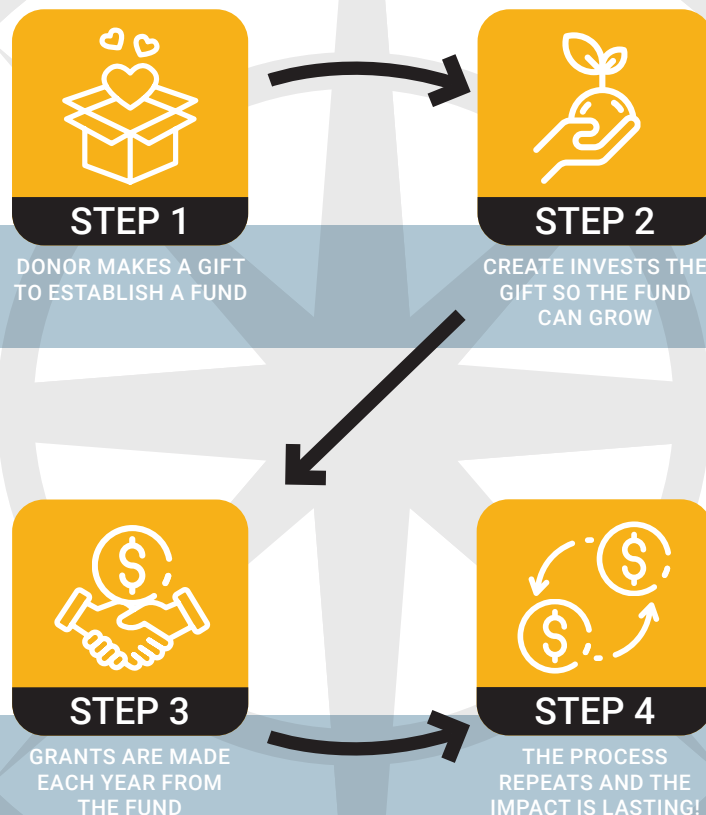 STEP 1
DONOR MAKES A GIFT
TO ESTABLISH A FUND
STEP 2
CREATE INVESTS THE
GIFT SO THE FUND
CAN GROW
$
STEP 3
GRANTS ARE MADE
EACH YEAR FROM
THE FUND
$
$
STEP 4
THE PROCESS
REPEATS AND THE
IMPACT IS LASTING!